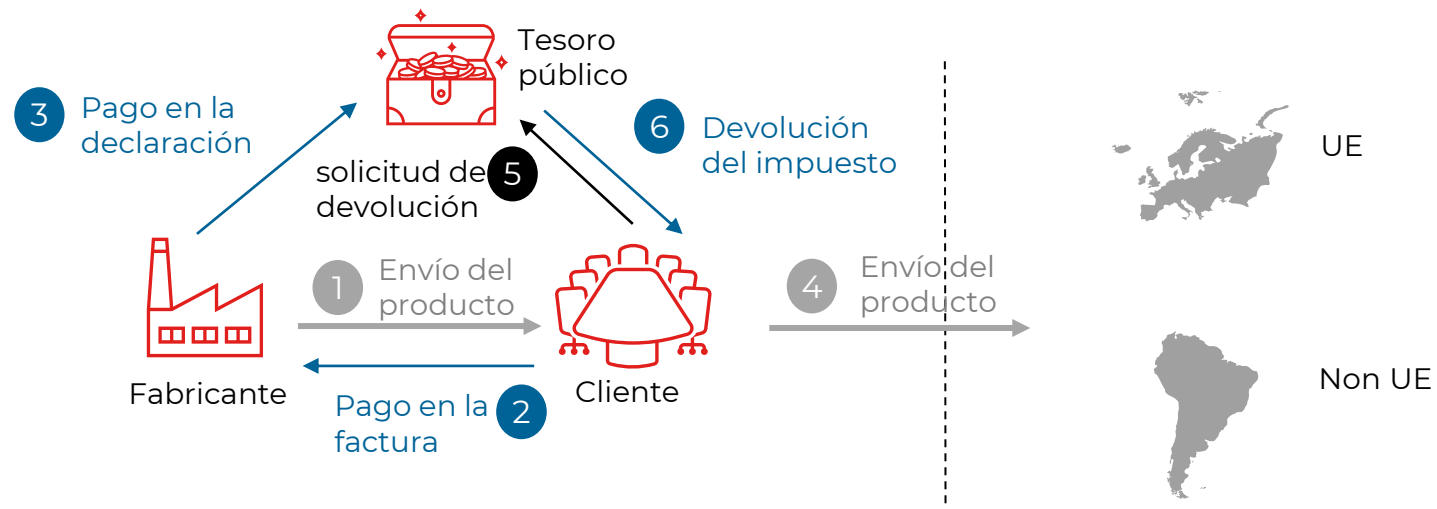 Tesoro
público
3
Pago en la
declaración
6
Devolución
del impuesto
UE
solicitud de
devolución
5
1
Envío del
producto
4
Envío del
producto
Fabricante
Cliente
Non UE
Pago en la
factura
2